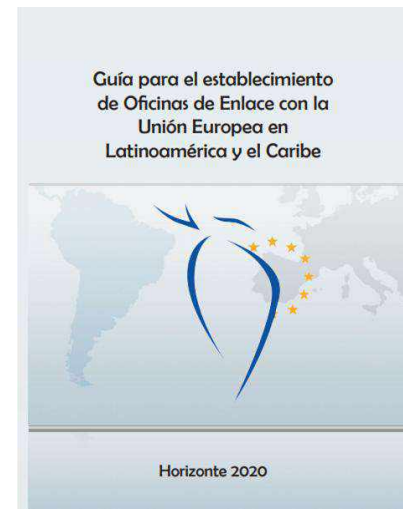 Guía para el establecimiento
de Oficinas de Enlace con la
Unión Europea en
Latinoamérica y el Caribe
Horizonte 2020